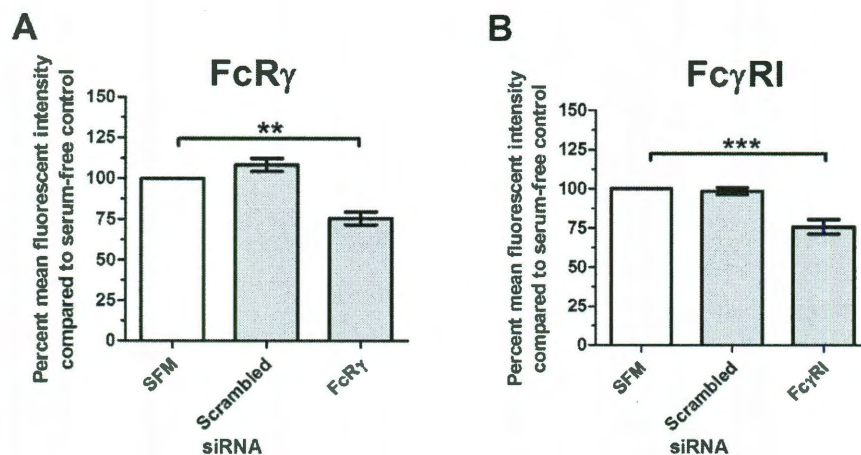 A
FcRγ
Percent mean fluorescent intensity
compared to serum-free control
150
125
100
75
50
25
0
**
SFM
Scrambled
FcRγ
siRNA
B
FcγRI
Percent mean fluorescent intensity
compared to serum-free control
150
125
100
75
50
25
0
***
SFM
Scrambled
FcγRI
siRNA